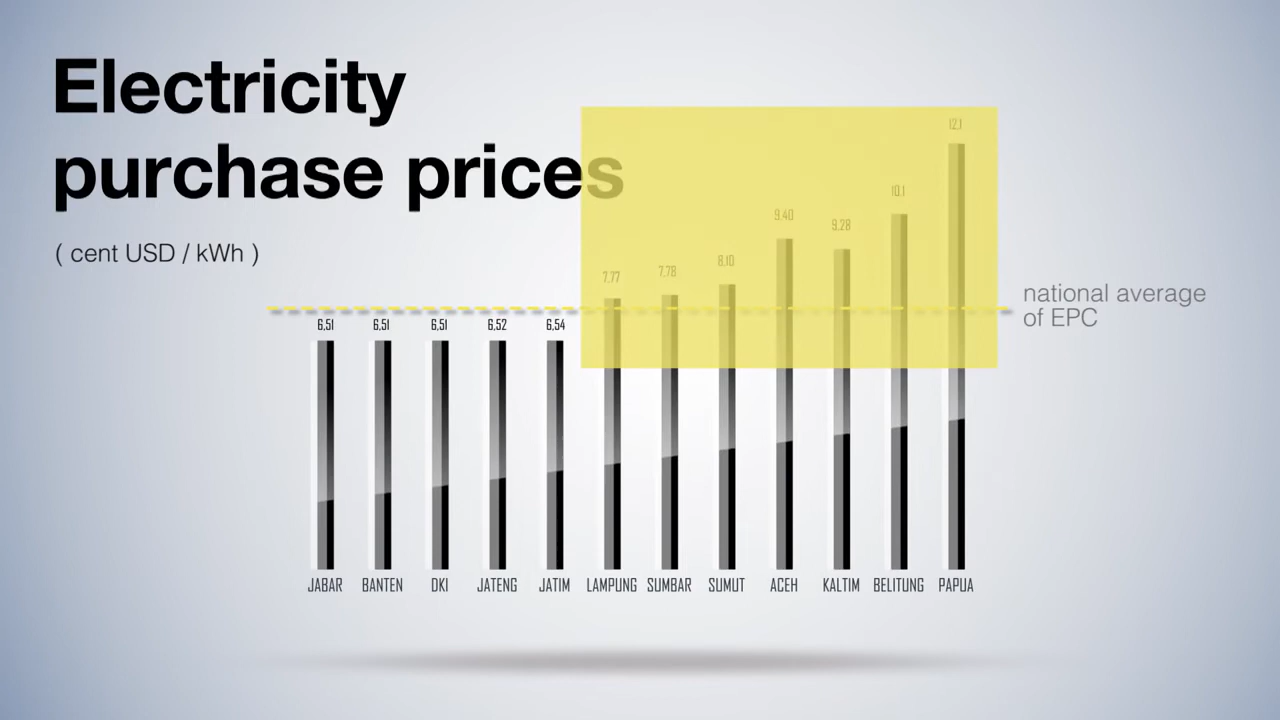 Electricity
purchase prices
( cent USD / kWh )
12.1
10.1
9.40
9.28
8.10
7.77
7.78
national average
of EPC
6,51
6,51
6,51
6,52
6,54
JABAR
BANTEN
DKI
JATENG
JATIM
LAMPUNG
SUMBAR
SUMUT
ACEH
KALTIM
BELITUNG
PAPUA